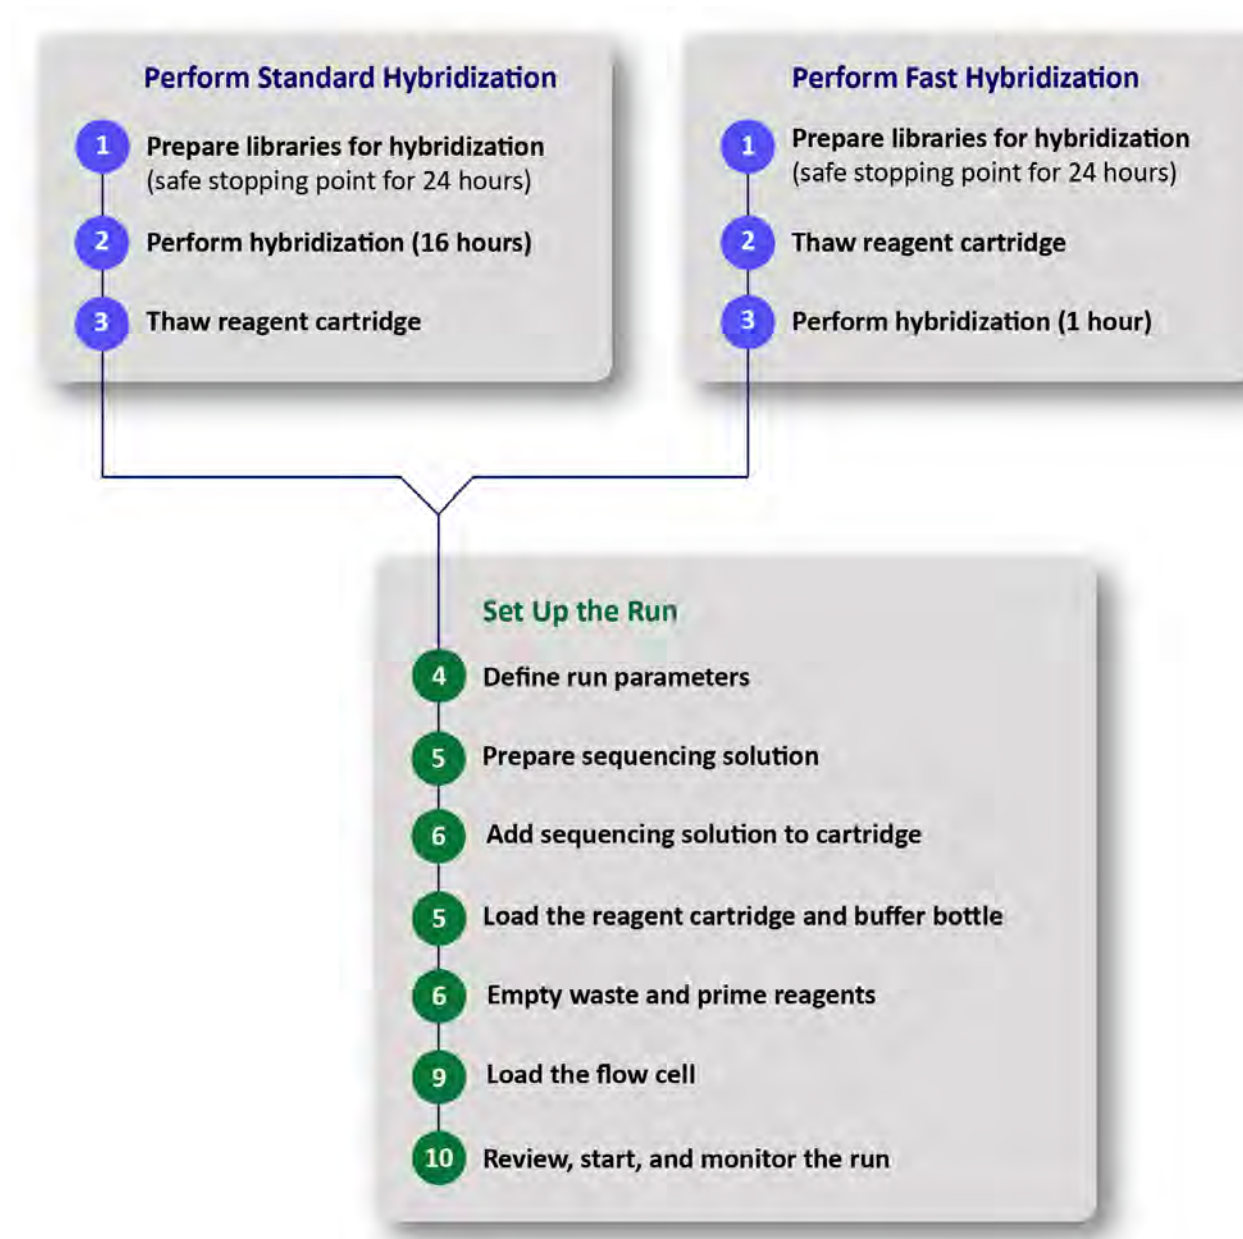 Perform Standard Hybridization
1 Prepare libraries for hybridization
(safe stopping point for 24 hours)
2 Perform hybridization (16 hours)
3 Thaw reagent cartridge
Perform Fast Hybridization
1 Prepare libraries for hybridization
(safe stopping point for 24 hours)
2 Thaw reagent cartridge
3 Perform hybridization (1 hour)
Set Up the Run
4 Define run parameters
5 Prepare sequencing solution
6 Add sequencing solution to cartridge
5 Load the reagent cartridge and buffer bottle
6 Empty waste and prime reagents
9 Load the flow cell
10 Review, start, and monitor the run